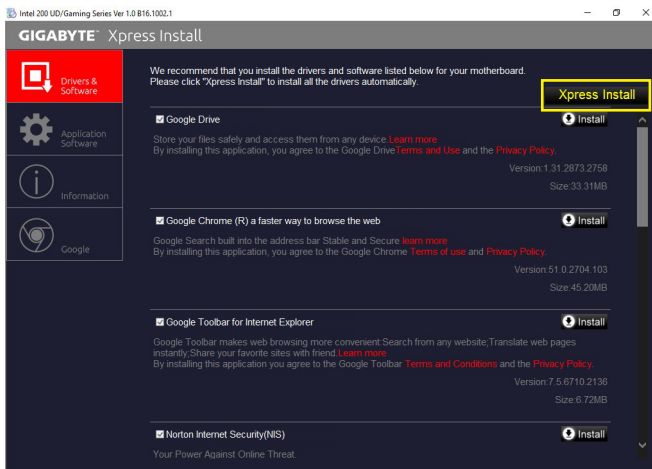 Intel 200 UD/Gaming Series Ver 1.0 B16.1002.1
GIGABYTE™ Xpress Install
Drivers &
Software
Application
Software
Information
Google
We recommend that you install the drivers and software listed below for your motherboard.
Please click "Xpress Install" to install all the drivers automatically.
Xpress Install
Google Drive
Install
Store your files safely and access them from any device.Learn more
By installing this application, you agree to the Google DriveTerms and Use and the Privacy Policy.
Version:1.31.2873.2758
Size:33.31MB
Google Chrome (R) a faster way to browse the web
Install
Google Search built into the address bar Stable and Secure learn more
By installing this application, you agree to the Google Chrome Terms of use and Privacy Policy.
Version:51.0.2704.103
Size:45.20MB
Google Toolbar for Internet Explorer
Install
Google Toolbar makes web browsing more convenient:Search from any website;Translate web pages
instantly;Share your favorite sites with friend.Learn more
By installing this application you agree to the Google Toolbar Terms and Conditions and the Privacy Policy.
Version:7.5.6710.2136
Size:6.72MB
Norton Internet Security(NIS)
Install
Your Power Against Online Threat.